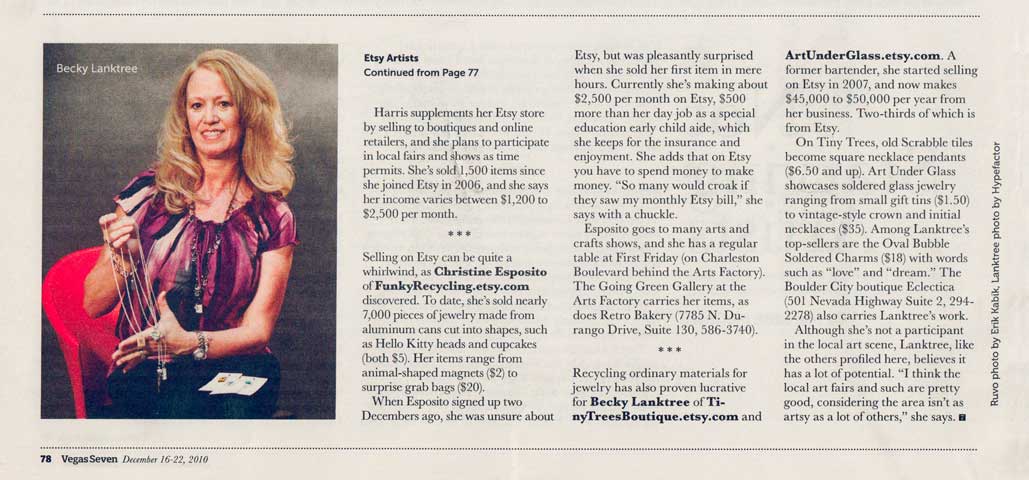 Becky Lanktree
Etsy Artists
Continued from Page 77
Harris supplements her Etsy store
by selling to boutiques and online
retailers, and she plans to participate
in local fairs and shows as time
permits. She's sold 1,500 items since
she joined Etsy in 2006, and she says
her income varies between $1,200 to
$2,500 per month.
* * *
Selling on Etsy can be quite a
whirlwind, as Christine Esposito
of FunkyRecycling.etsy.com
discovered. To date, she's sold nearly
7,000 pieces of jewelry made from
aluminum cans cut into shapes, such
as Hello Kitty heads and cupcakes
(both $5). Her items range from
animal-shaped magnets ($2) to
surprise grab bags ($20).
When Esposito signed up two
Decembers ago, she was unsure about
Etsy, but was pleasantly surprised
when she sold her first item in mere
hours. Currently she's making about
$2,500 per month on Etsy, $500
more than her day job as a special
education early child aide, which
she keeps for the insurance and
enjoyment. She adds that on Etsy
you have to spend money to make
money. "So many would croak if
they saw my monthly Etsy bill," she
says with a chuckle.
Esposito goes to many arts and
crafts shows, and she has a regular
table at First Friday (on Charleston
Boulevard behind the Arts Factory).
The Going Green Gallery at the
Arts Factory carries her items, as
does Retro Bakery (7785 N. Du-
rango Drive, Suite 130, 586-3740).
* * *
Recycling ordinary materials for
jewelry has also proven lucrative
for Becky Lanktree of Ti-
nyTreesBoutique.etsy.com and
ArtUnderGlass.etsy.com. A
former bartender, she started selling
on Etsy in 2007, and now makes
$45,000 to $50,000 per year from
her business. Two-thirds of which is
from Etsy.
On Tiny Trees, old Scrabble tiles
become square necklace pendants
($6.50 and up). Art Under Glass
showcases soldered glass jewelry
ranging from small gift tins ($1.50)
to vintage-style crown and initial
necklaces ($35). Among Lanktree's
top-sellers are the Oval Bubble
Soldered Charms ($18) with words
such as "love" and "dream." The
Boulder City boutique Eclectica
(501 Nevada Highway Suite 2, 294-
2278) also carries Lanktree's work.
Although she's not a participant
in the local art scene, Lanktree, like
the others profiled here, believes it
has a lot of potential. "I think the
local art fairs and such are pretty
good, considering the area isn't as
artsy as a lot of others," she says.
Ruvo photo by Erik Kabik, Lanktree photo by Hypefactor
78 VegasSeven December 16-22, 2010